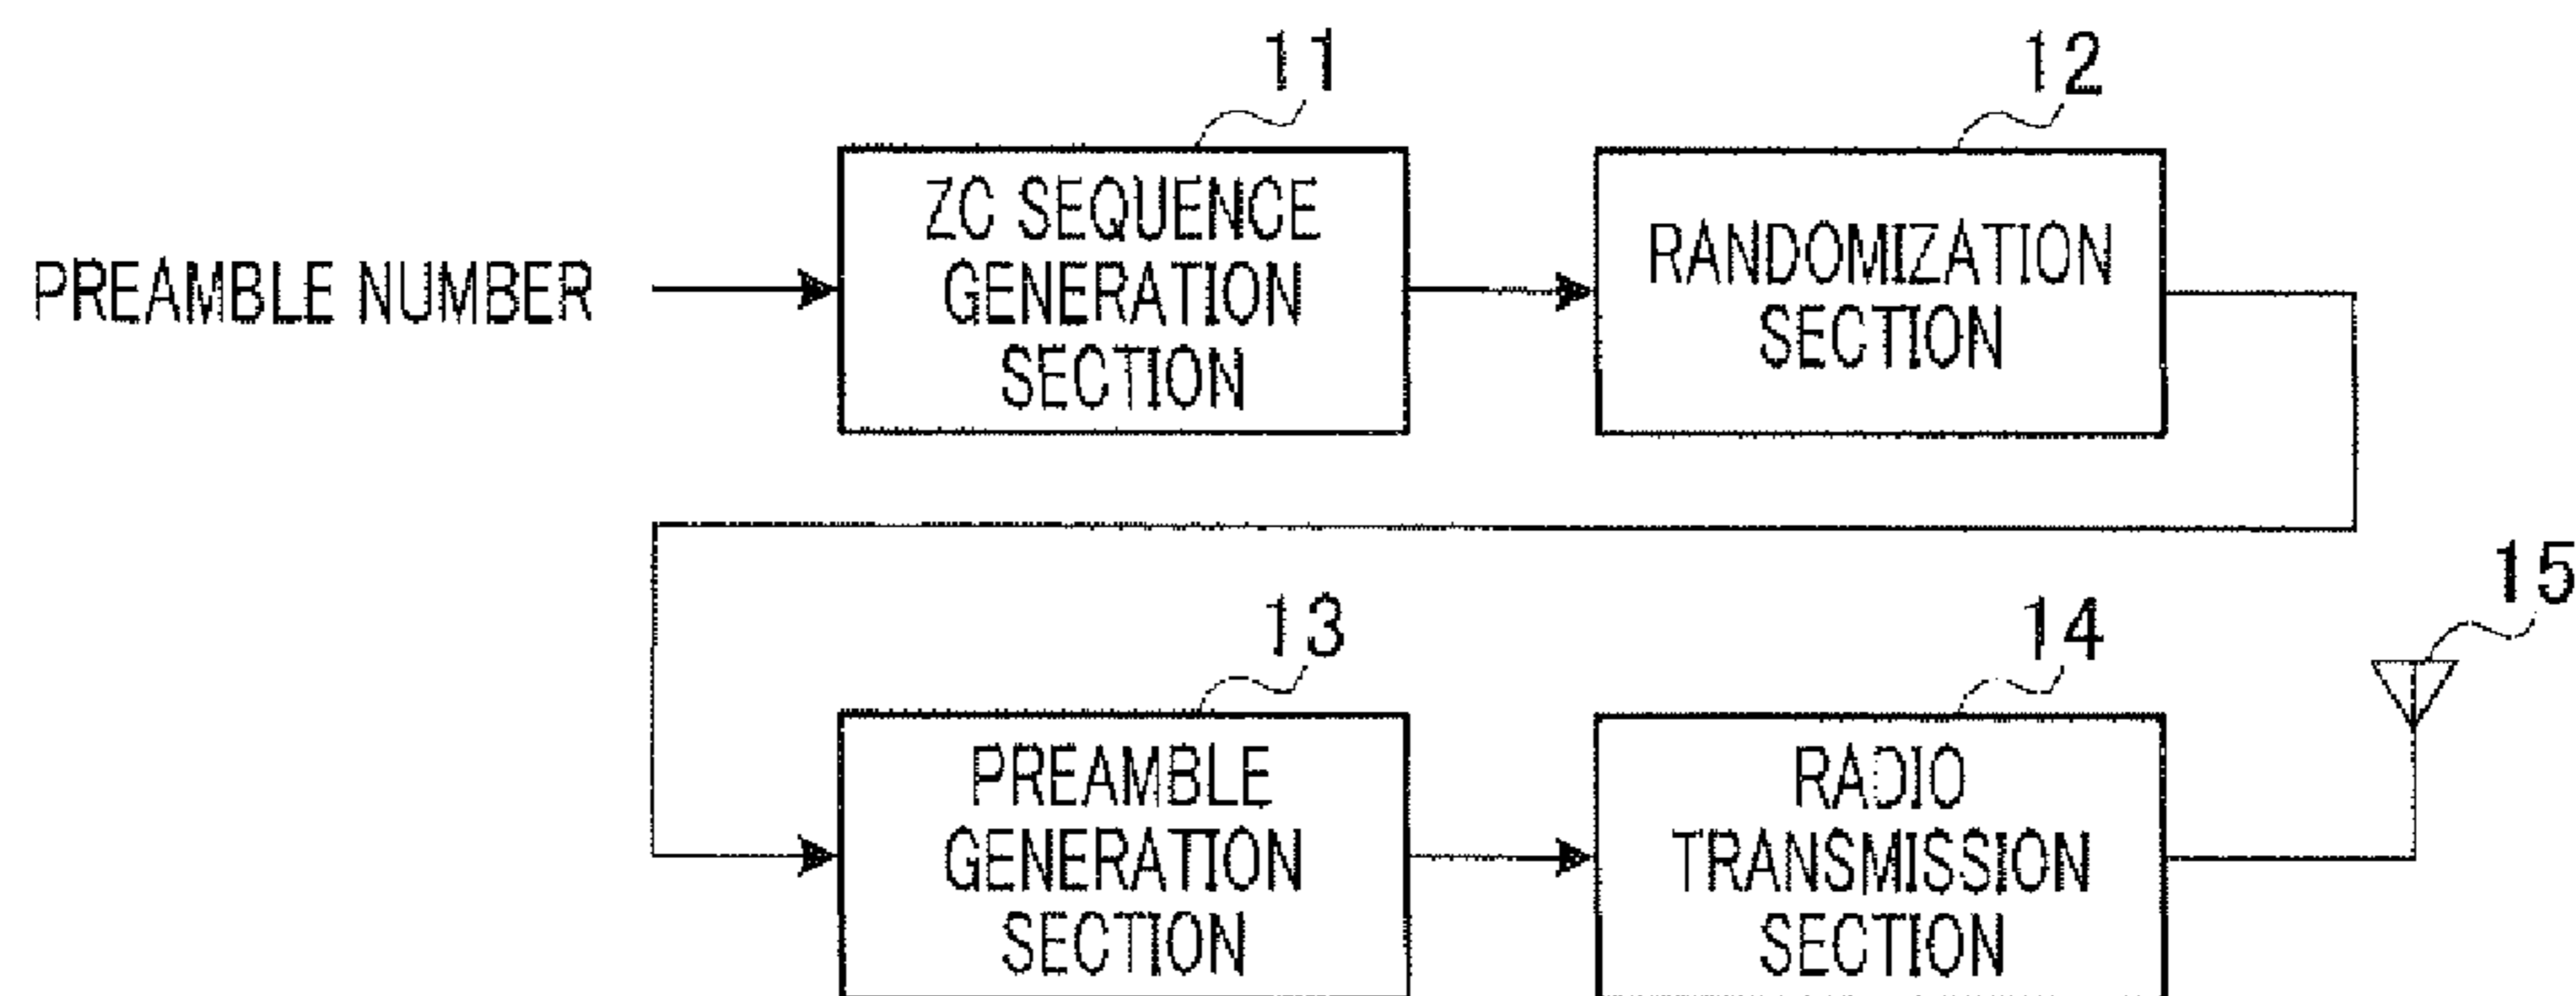 11
12
ZC SEQUENCE
GENERATION
SECTION
RANDOMIZATION
SECTION
PREAMBLE NUMBER
13
14
15
PREAMBLE
GENERATION
SECTION
RADIO
TRANSMISSION
SECTION